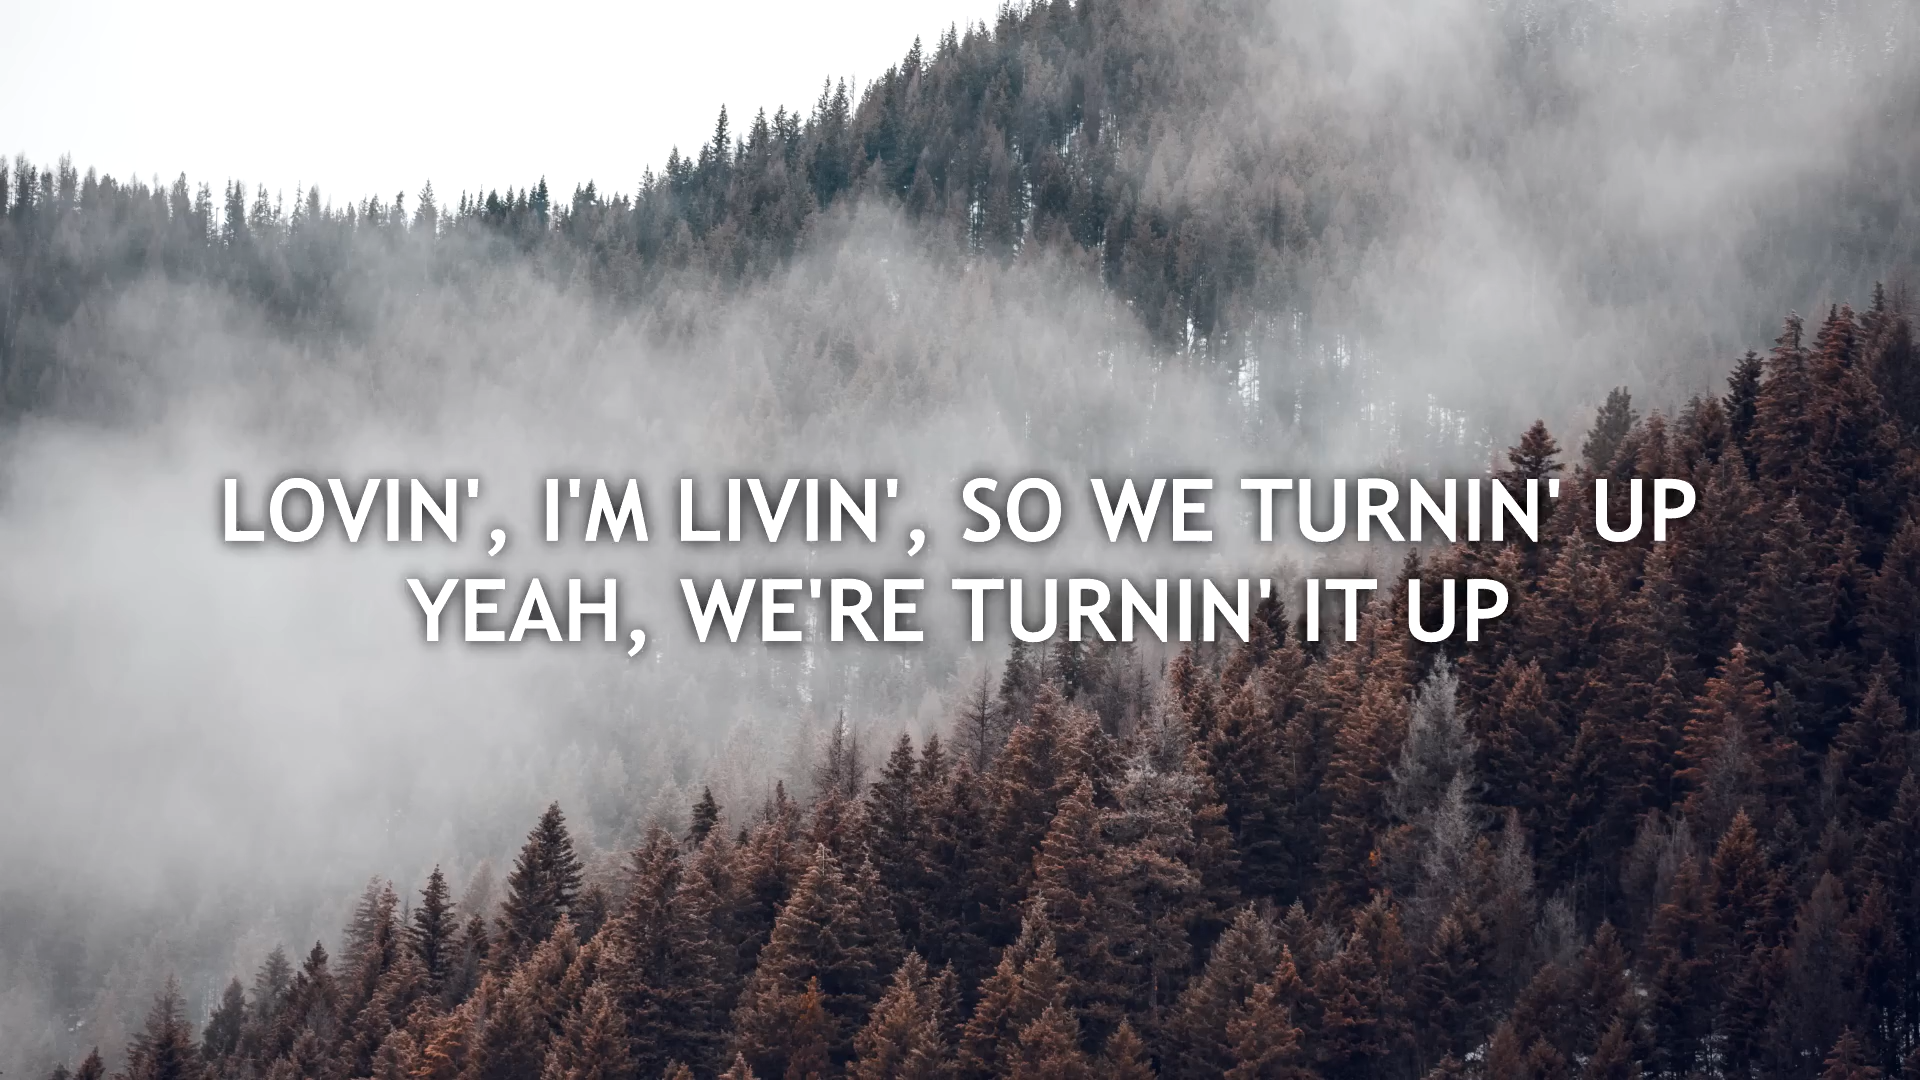 LOVIN', I'M LIVIN', SO WE TURNIN' UP
YEAH, WE'RE TURNIN' IT UP